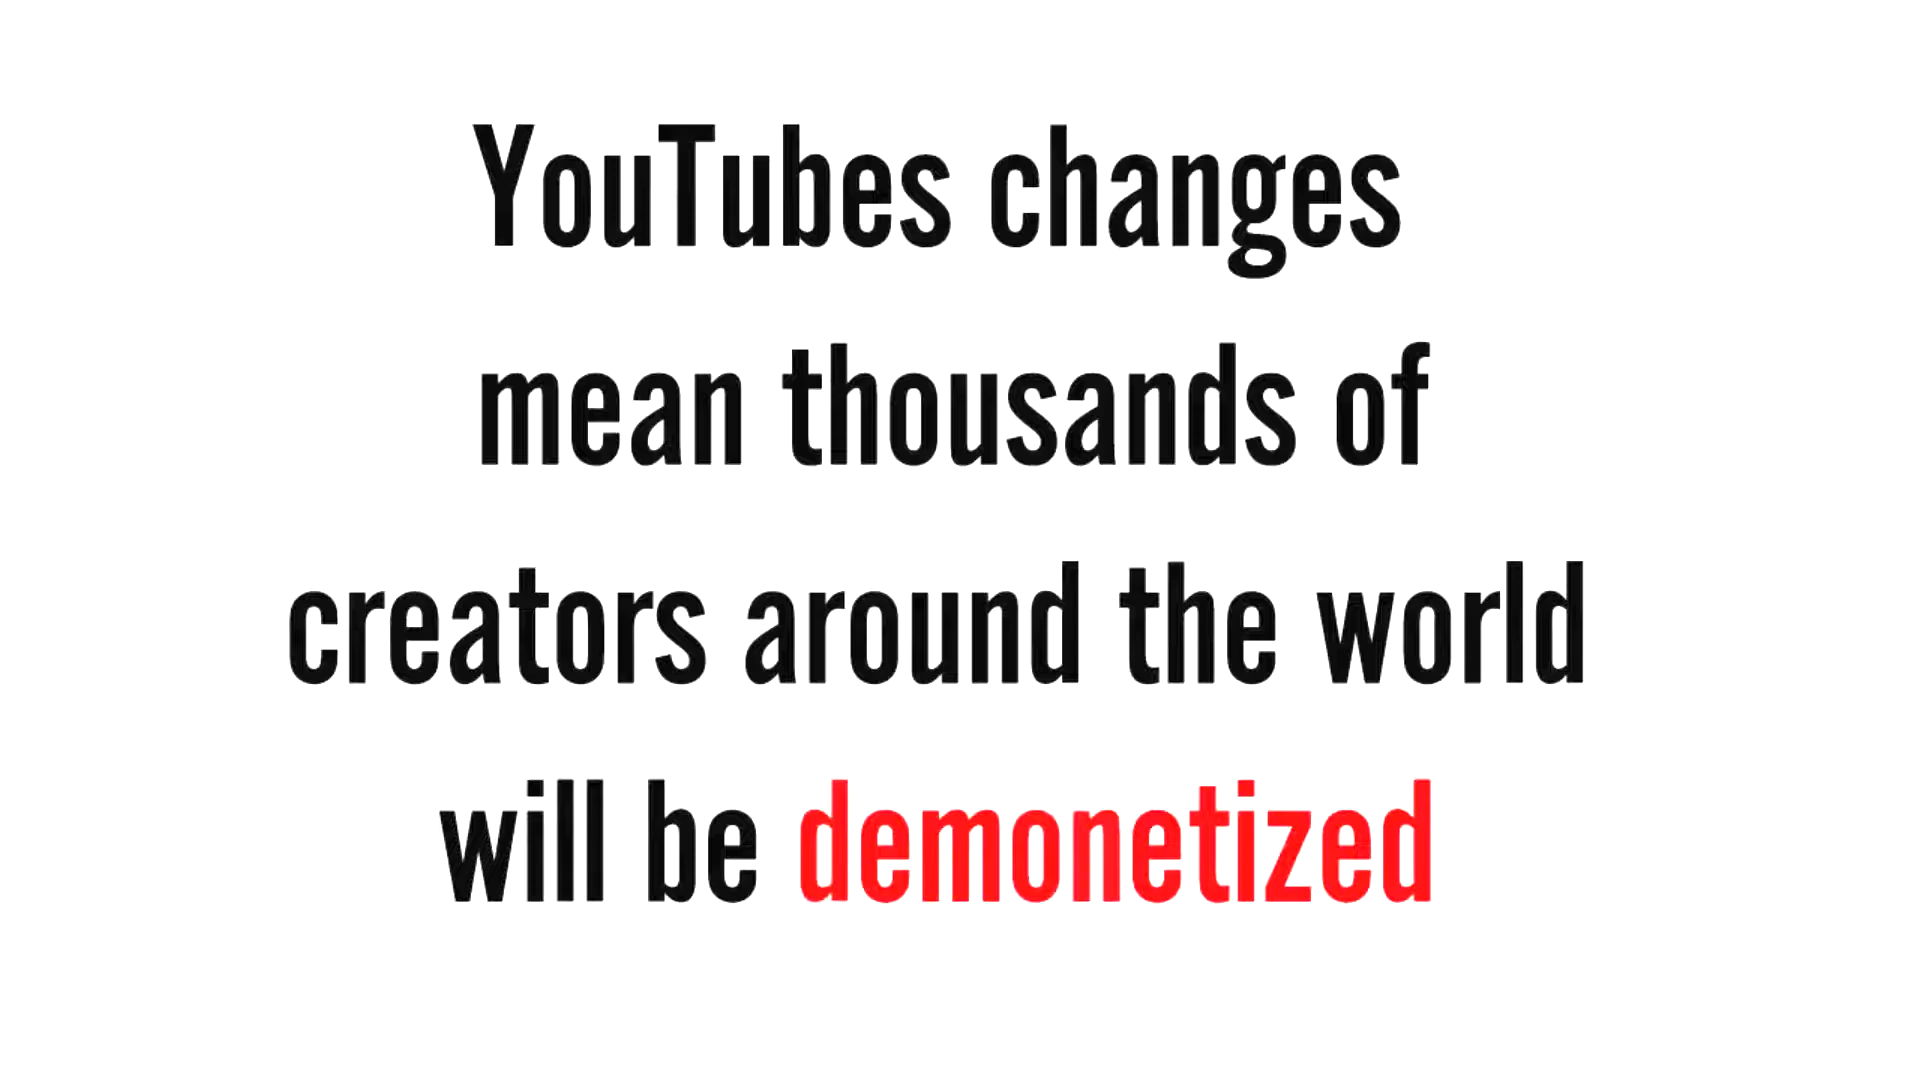 YouTubes changes
mean thousands of
creators around the world
will be demonetized